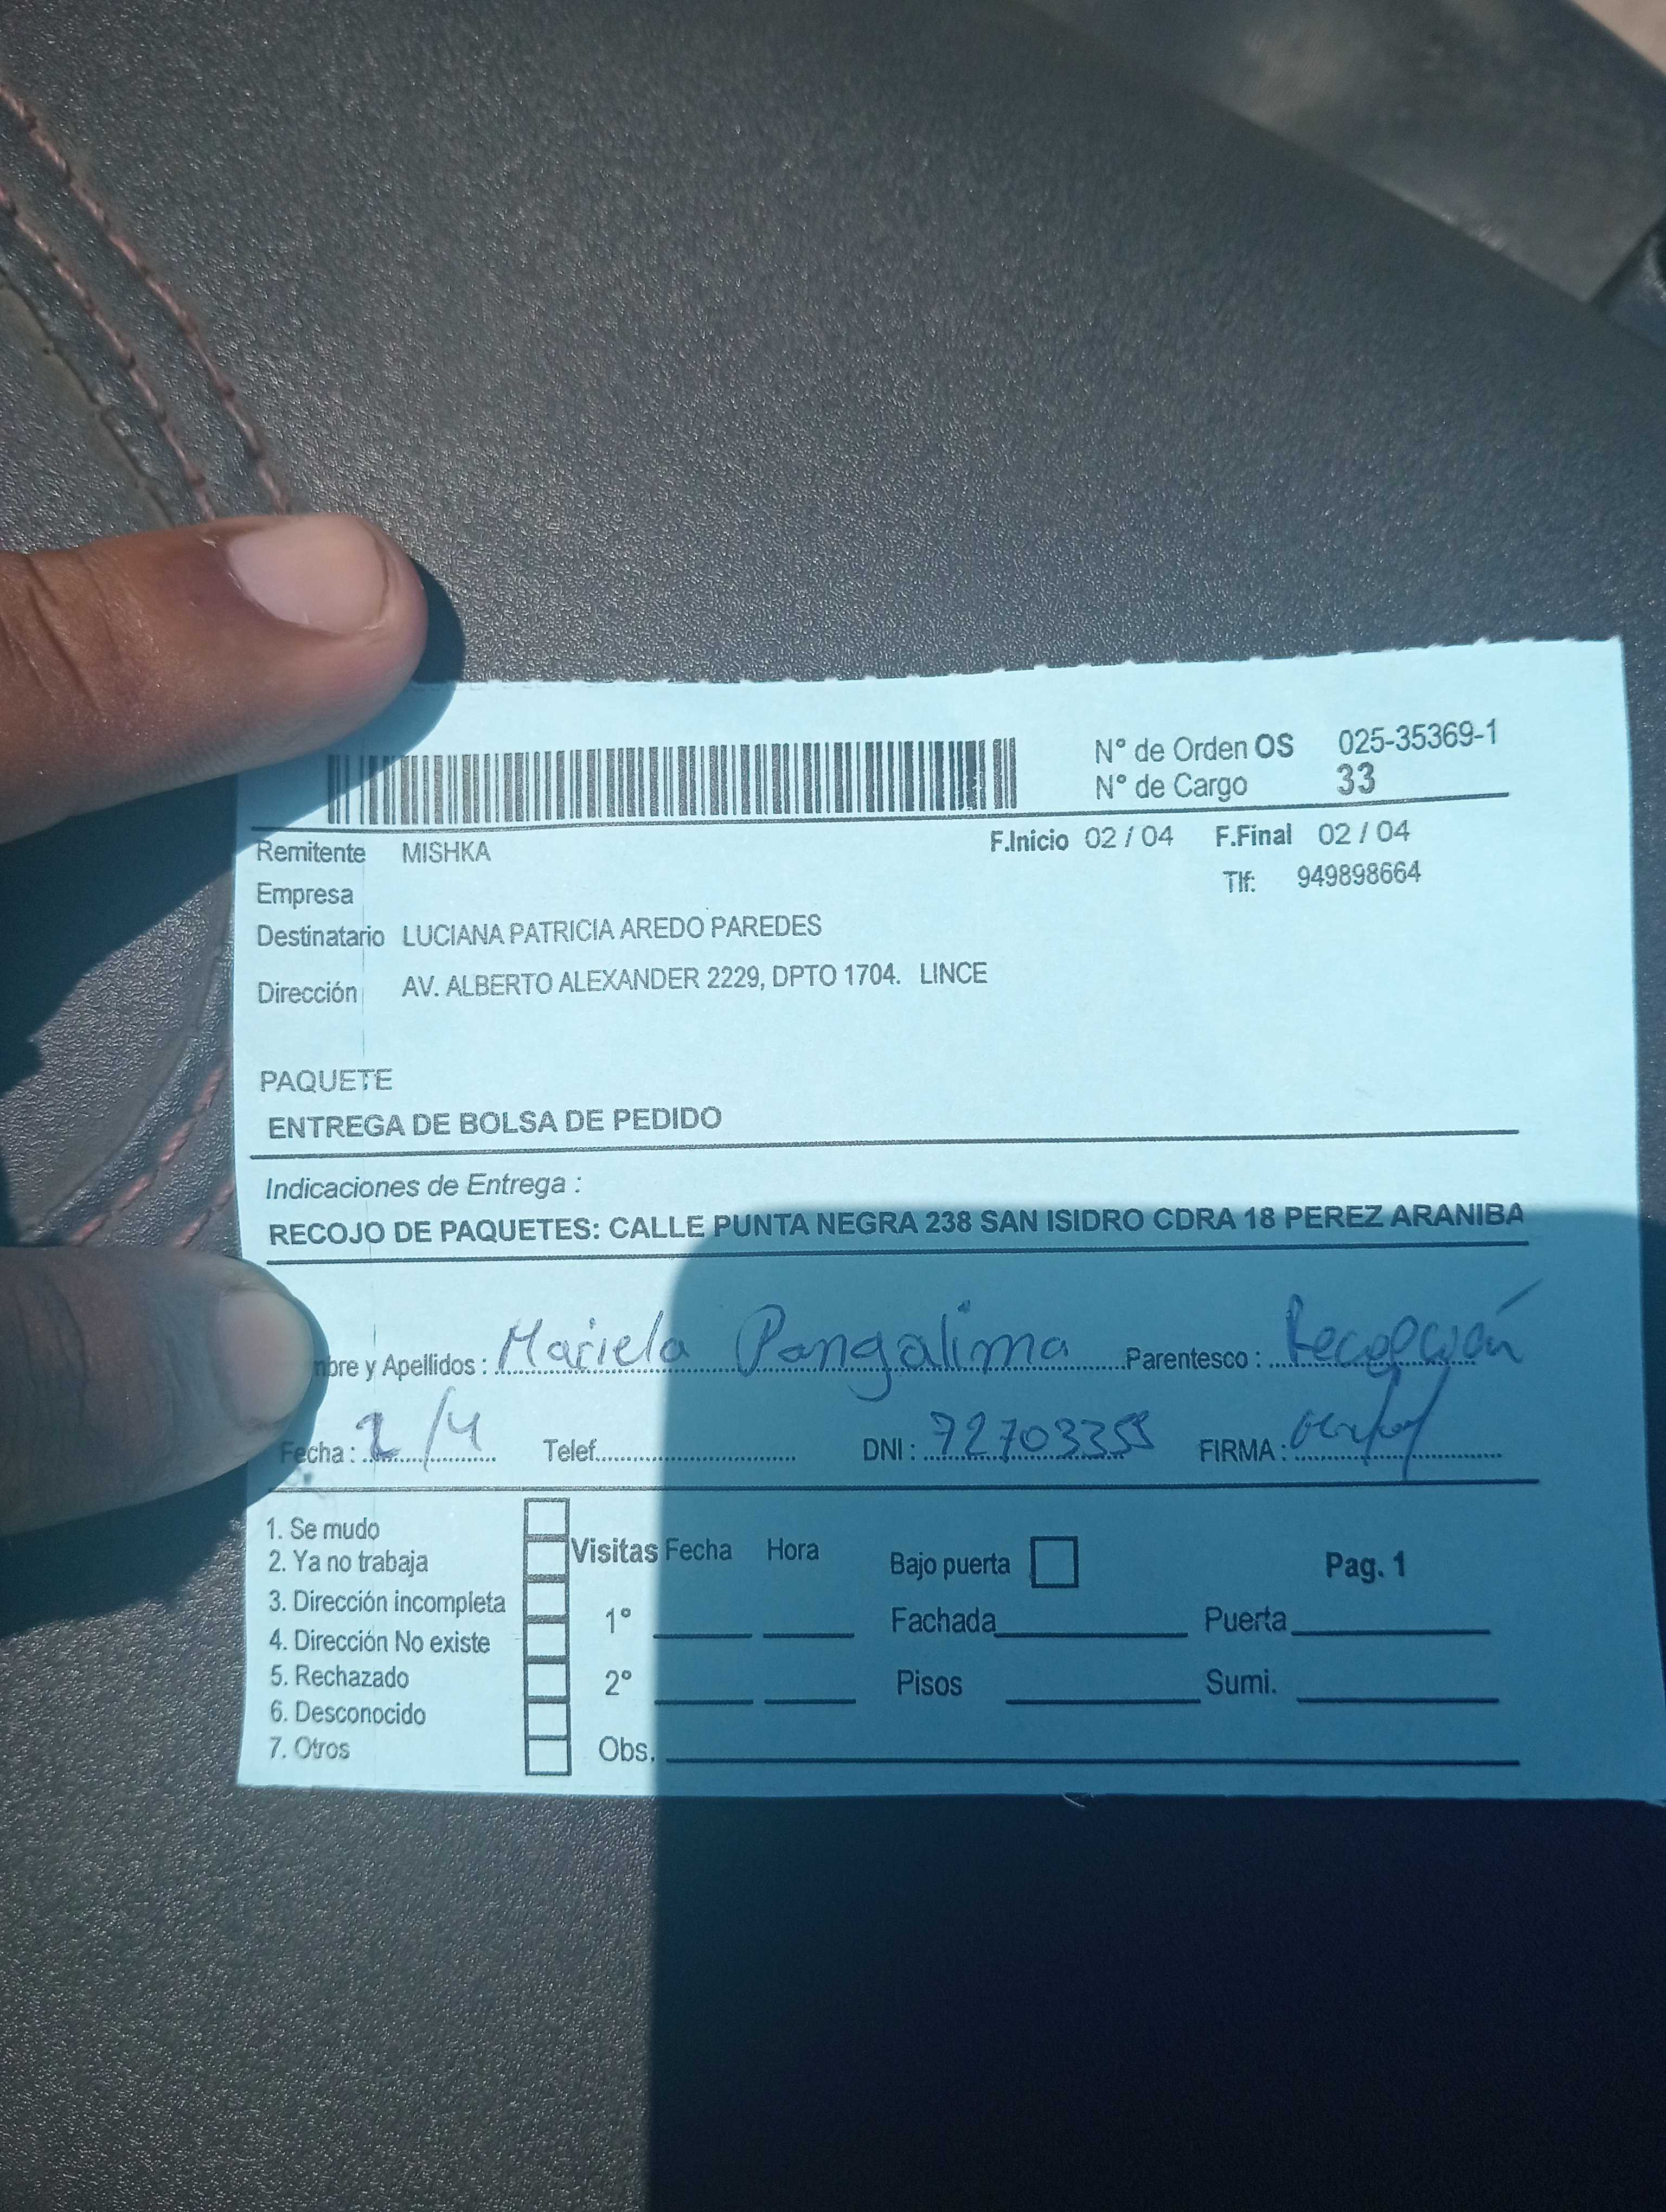 Nº de Orden OS 025-35369-1
Nº de Cargo 33
Remitente MISHKA F.Inicio 02 / 04 F.Final 02 / 04
Empresa Tlf: 949898664
Destinatario LUCIANA PATRICIA AREDO PAREDES
Dirección AV. ALBERTO ALEXANDER 2229, DPTO 1704. LINCE
PAQUETE
ENTREGA DE BOLSA DE PEDIDO
Indicaciones de Entrega :
RECOJO DE PAQUETES: CALLE PUNTA NEGRA 238 SAN ISIDRO CDRA 18 PEREZ ARANIBA
bre y Apellidos : Mariela Pangalima Parentesco : Recepción
Fecha : 2/4 Telef. DNI : 72703355 FIRMA :
1. Se mudo
2. Ya no trabaja
3. Dirección incompleta
4. Dirección No existe
5. Rechazado
6. Desconocido
7. Otros
Visitas Fecha Hora Bajo puerta Pag. 1
1° Fachada Puerta
2° Pisos Sumi.
Obs.